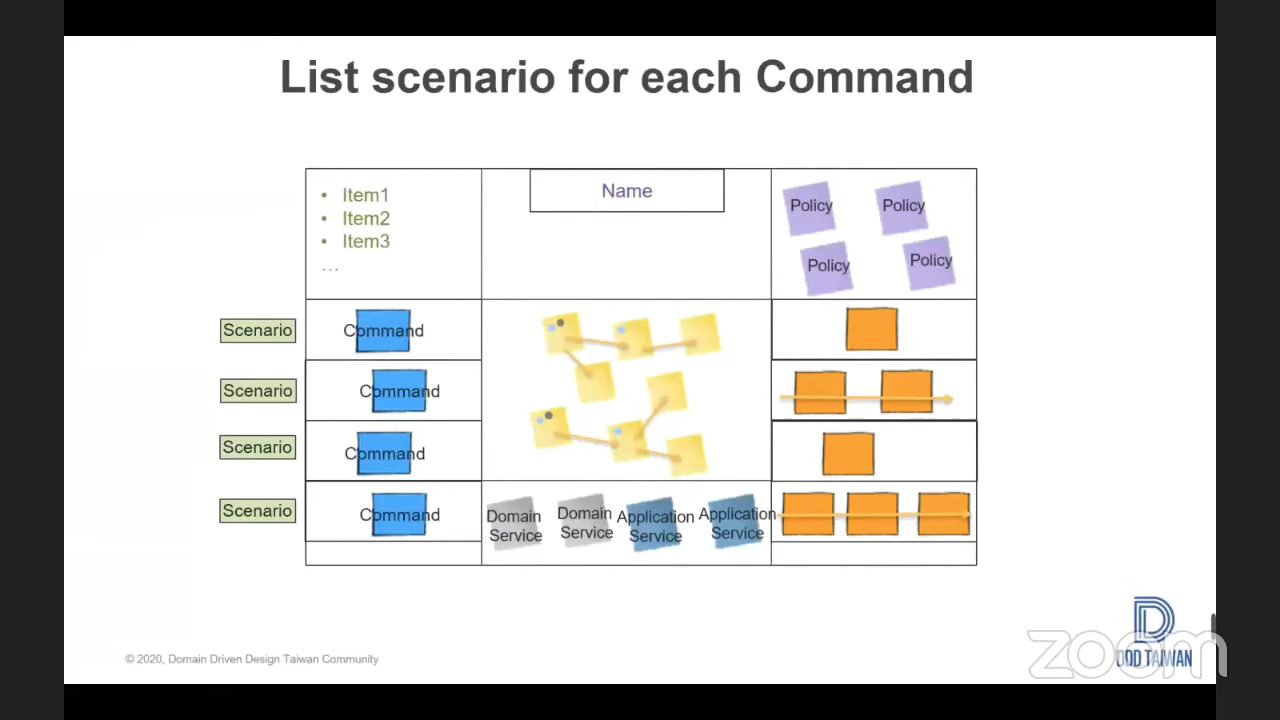 List scenario for each Command
• Item1
• Item2
• Item3
...
Name
Policy
Policy
Policy
Policy
Scenario
Command
Scenario
Command
Scenario
Command
Scenario
Command
Domain
Service
Domain
Service
Application
Service
Application
Service
© 2020, Domain Driven Design Taiwan Community
DDD TAIWAN
zoom